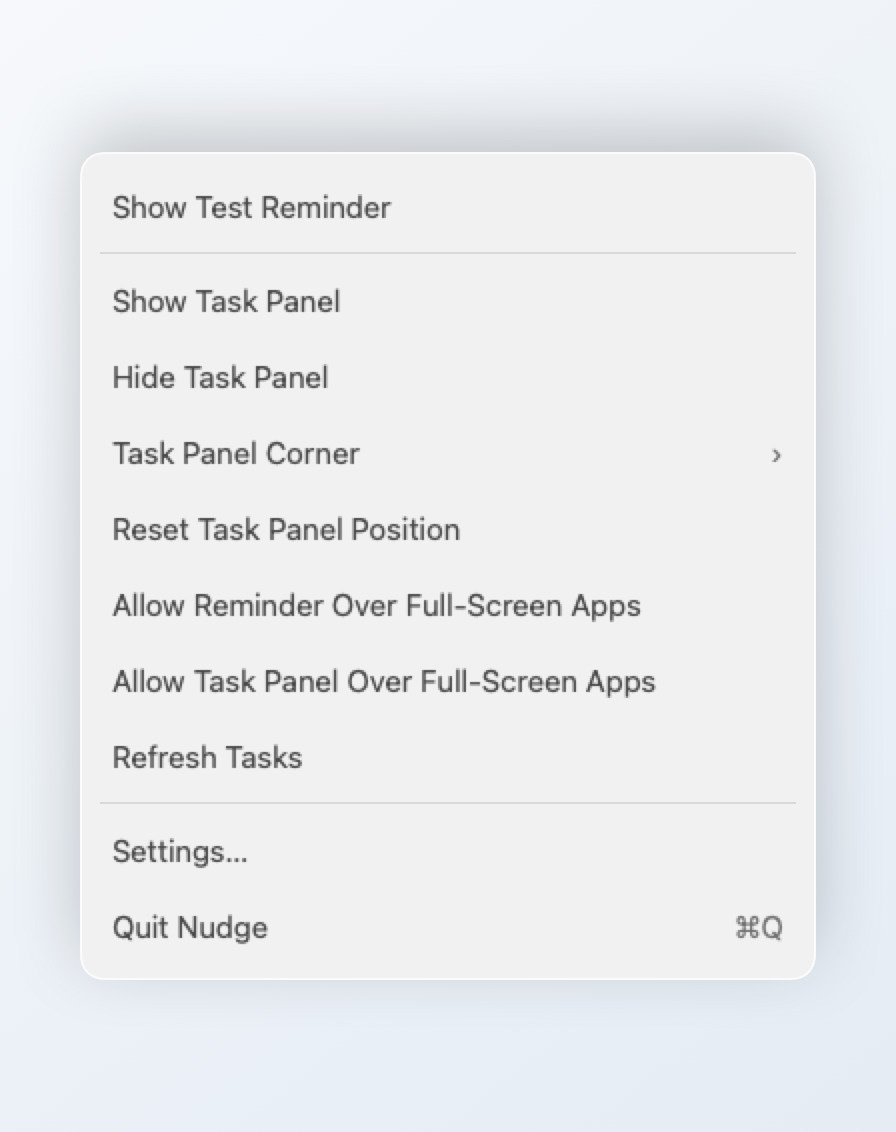 Show Test Reminder
Show Task Panel
Hide Task Panel
Task Panel Corner ›
Reset Task Panel Position
Allow Reminder Over Full-Screen Apps
Allow Task Panel Over Full-Screen Apps
Refresh Tasks
Settings...
Quit Nudge ⌘Q